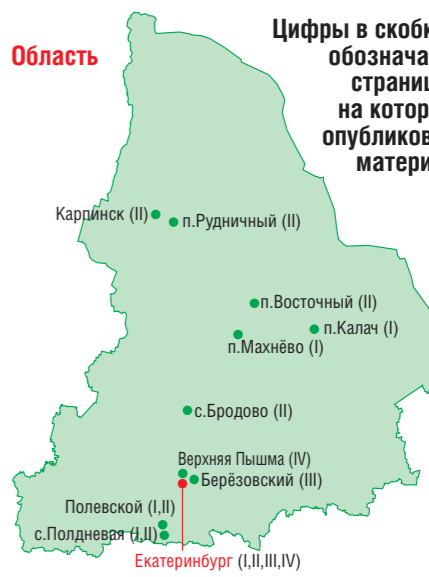 Область
Цифры в скобк
обознача
страниц
на котор
опубликов
матери
Карпинск (II)
п.Рудничный (II)
п.Восточный (II)
п.Калач (I)
п.Махнёво (I)
с.Бродово (II)
Верхняя Пышма (IV)
Берёзовский (III)
Полевской (I,II)
с.Полдневая (I,II)
Екатеринбург (I,II,III,IV)